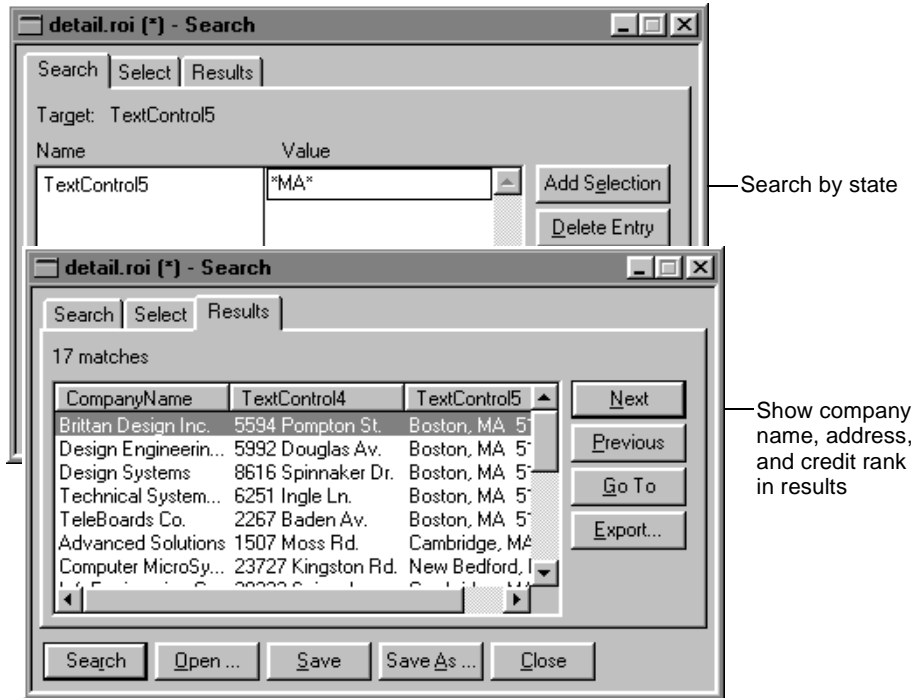 detail.roi (*) - Search
Search Select Results
Target: TextControl5
Name Value
TextControl5 *MA*
Add Selection
Delete Entry
Search by state
detail.roi (*) - Search
Search Select Results
17 matches
CompanyName TextControl4 TextControl5
Brittan Design Inc. 5594 Pompton St. Boston, MA 5
Design Engineerin... 5992 Douglas Av. Boston, MA 5
Design Systems 8616 Spinnaker Dr. Boston, MA 5
Technical System... 6251 Ingle Ln. Boston, MA 5
TeleBoards Co. 2267 Baden Av. Boston, MA 5
Advanced Solutions 1507 Moss Rd. Cambridge, MA
Computer MicroSy... 23727 Kingston Rd. New Bedford,
Next
Previous
Go To
Export...
Show company
name, address,
and credit rank
in results
Search Open ... Save Save As ... Close